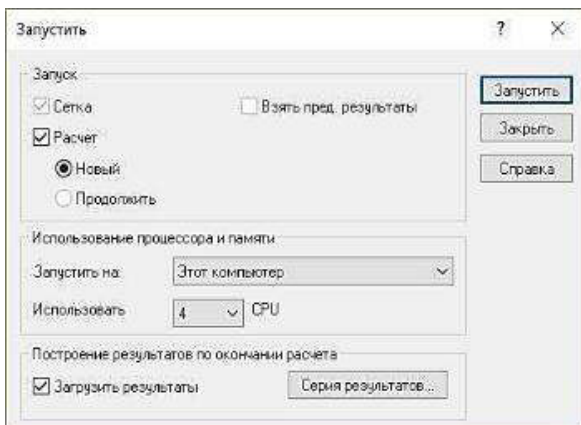 Запустить
Запуск
Сетка
Взять пред. результаты
Расчет
Новый
Продолжить
Запустить
Закрыть
Справка
Использование процессора и памяти
Запустить на:
Этот компьютер
Использовать
4
CPU
Построение результатов по окончании расчета
Загрузить результаты
Серия результатов...